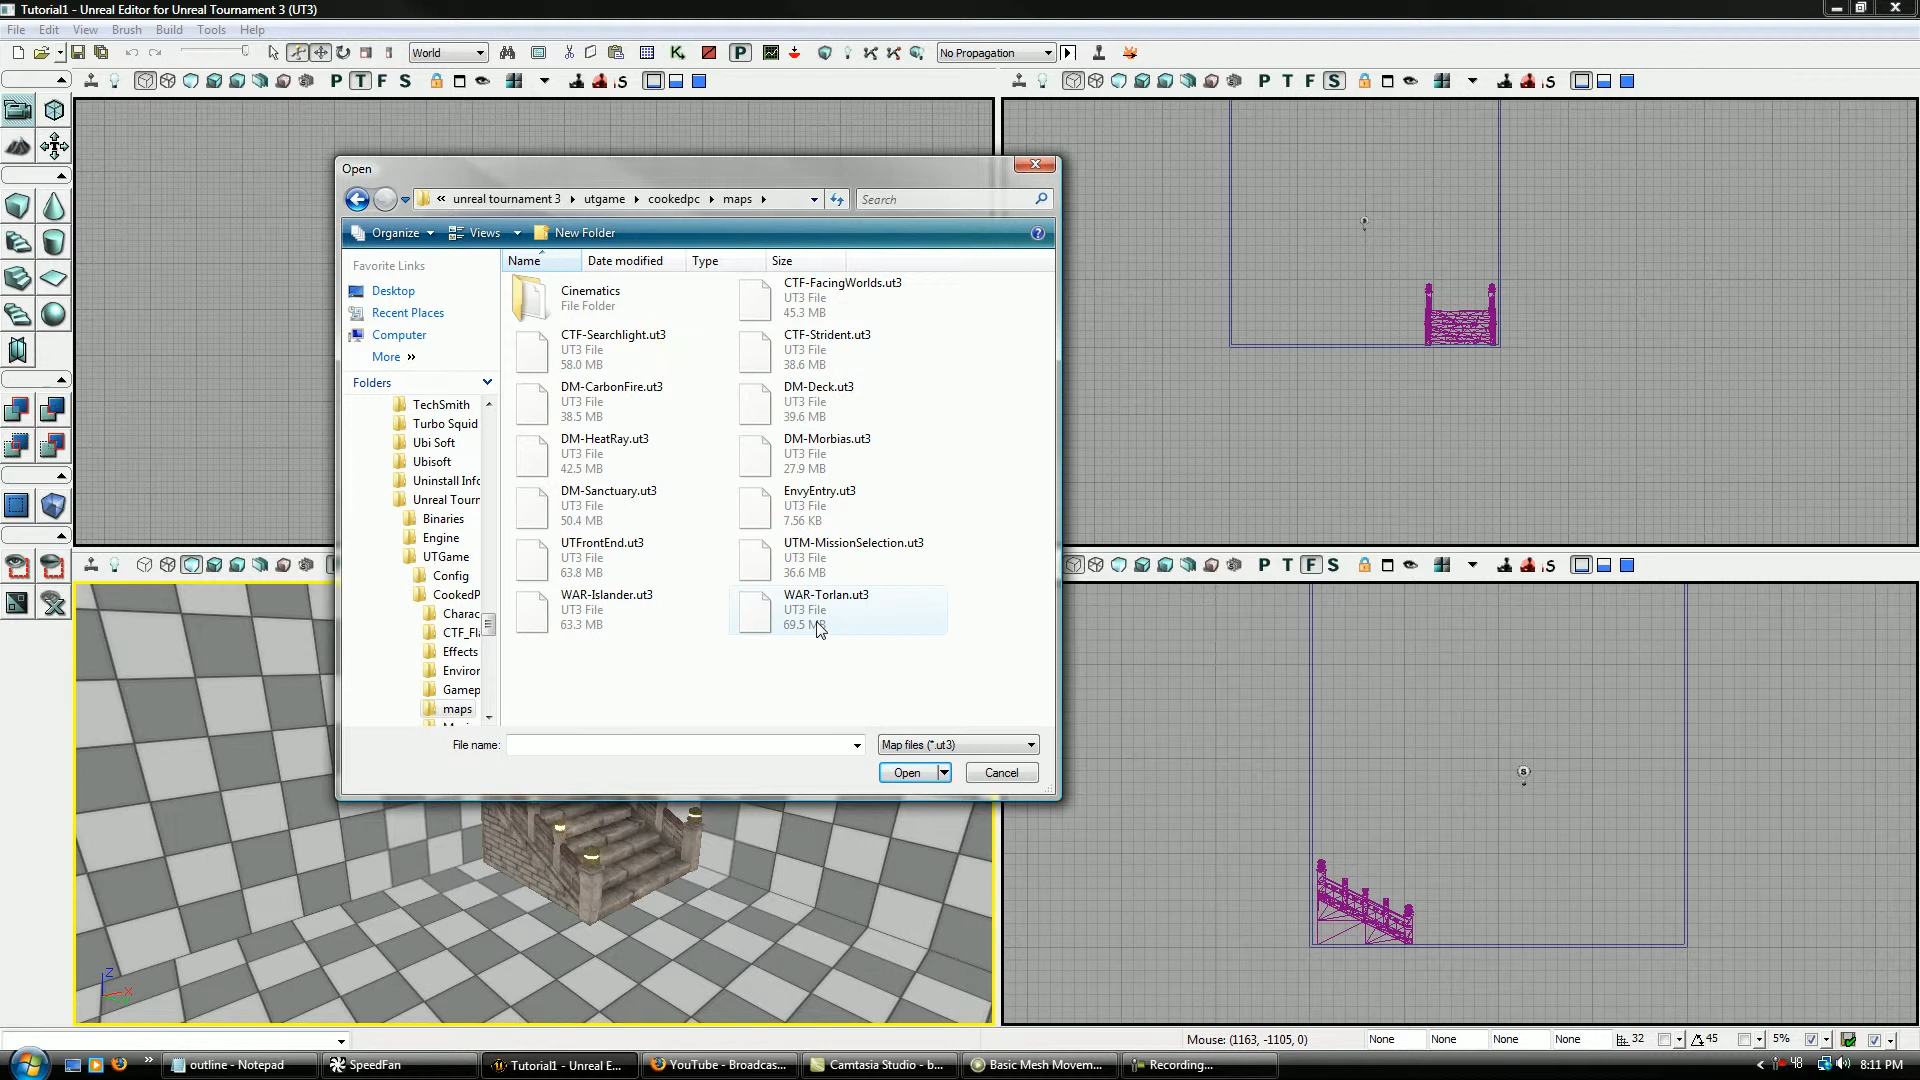 Tutorial1 - Unreal Editor for Unreal Tournament 3 (UT3)
File Edit View Brush Build Tools Help
World
No Propagation
P T F S
P T F S
Open
« unreal tournament 3 utgame cookedpc maps
Search
Organize Views New Folder
Favorite Links
Desktop
Recent Places
Computer
More »
Folders
TechSmith
Turbo Squid
Ubi Soft
Ubisoft
Uninstall Info
Unreal Tourn
Binaries
Engine
UTGame
Config
CookedP
Charac
CTF_Fl
Effects
Environ
Gamep
maps
Name Date modified Type Size
Cinematics
File Folder
CTF-FacingWorlds.ut3
UT3 File
45.3 MB
CTF-Searchlight.ut3
UT3 File
58.0 MB
CTF-Strident.ut3
UT3 File
38.6 MB
DM-CarbonFire.ut3
UT3 File
38.5 MB
DM-Deck.ut3
UT3 File
39.6 MB
DM-HeatRay.ut3
UT3 File
42.5 MB
DM-Morbias.ut3
UT3 File
27.9 MB
DM-Sanctuary.ut3
UT3 File
50.4 MB
EnvyEntry.ut3
UT3 File
7.56 KB
UTFrontEnd.ut3
UT3 File
63.8 MB
UTM-MissionSelection.ut3
UT3 File
36.6 MB
WAR-Islander.ut3
UT3 File
63.3 MB
WAR-Torlan.ut3
UT3 File
69.5 MB
File name:
Map files (*.ut3)
Open
Cancel
P T F S
Z
X
Mouse: (1163, -1105, 0)
None None None None 32 45 5%
outline - Notepad
SpeedFan
Tutorial1 - Unreal E...
YouTube - Broadcas...
Camtasia Studio - b...
Basic Mesh Movem...
Recording...
48
8:11 PM